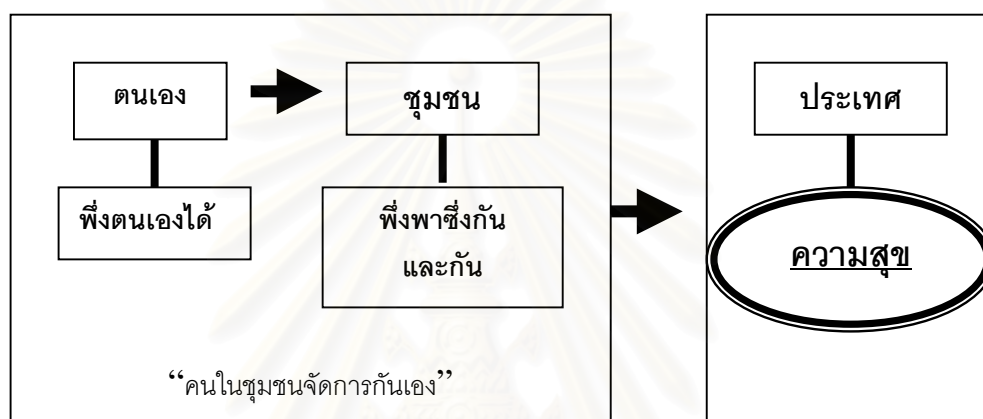 ตนเอง
ชุมชน
ประเทศ
พึ่งตนเองได้
พึ่งพาซึ่งกัน
และกัน
ความสุข
“คนในชุมชนจัดการกันเอง”